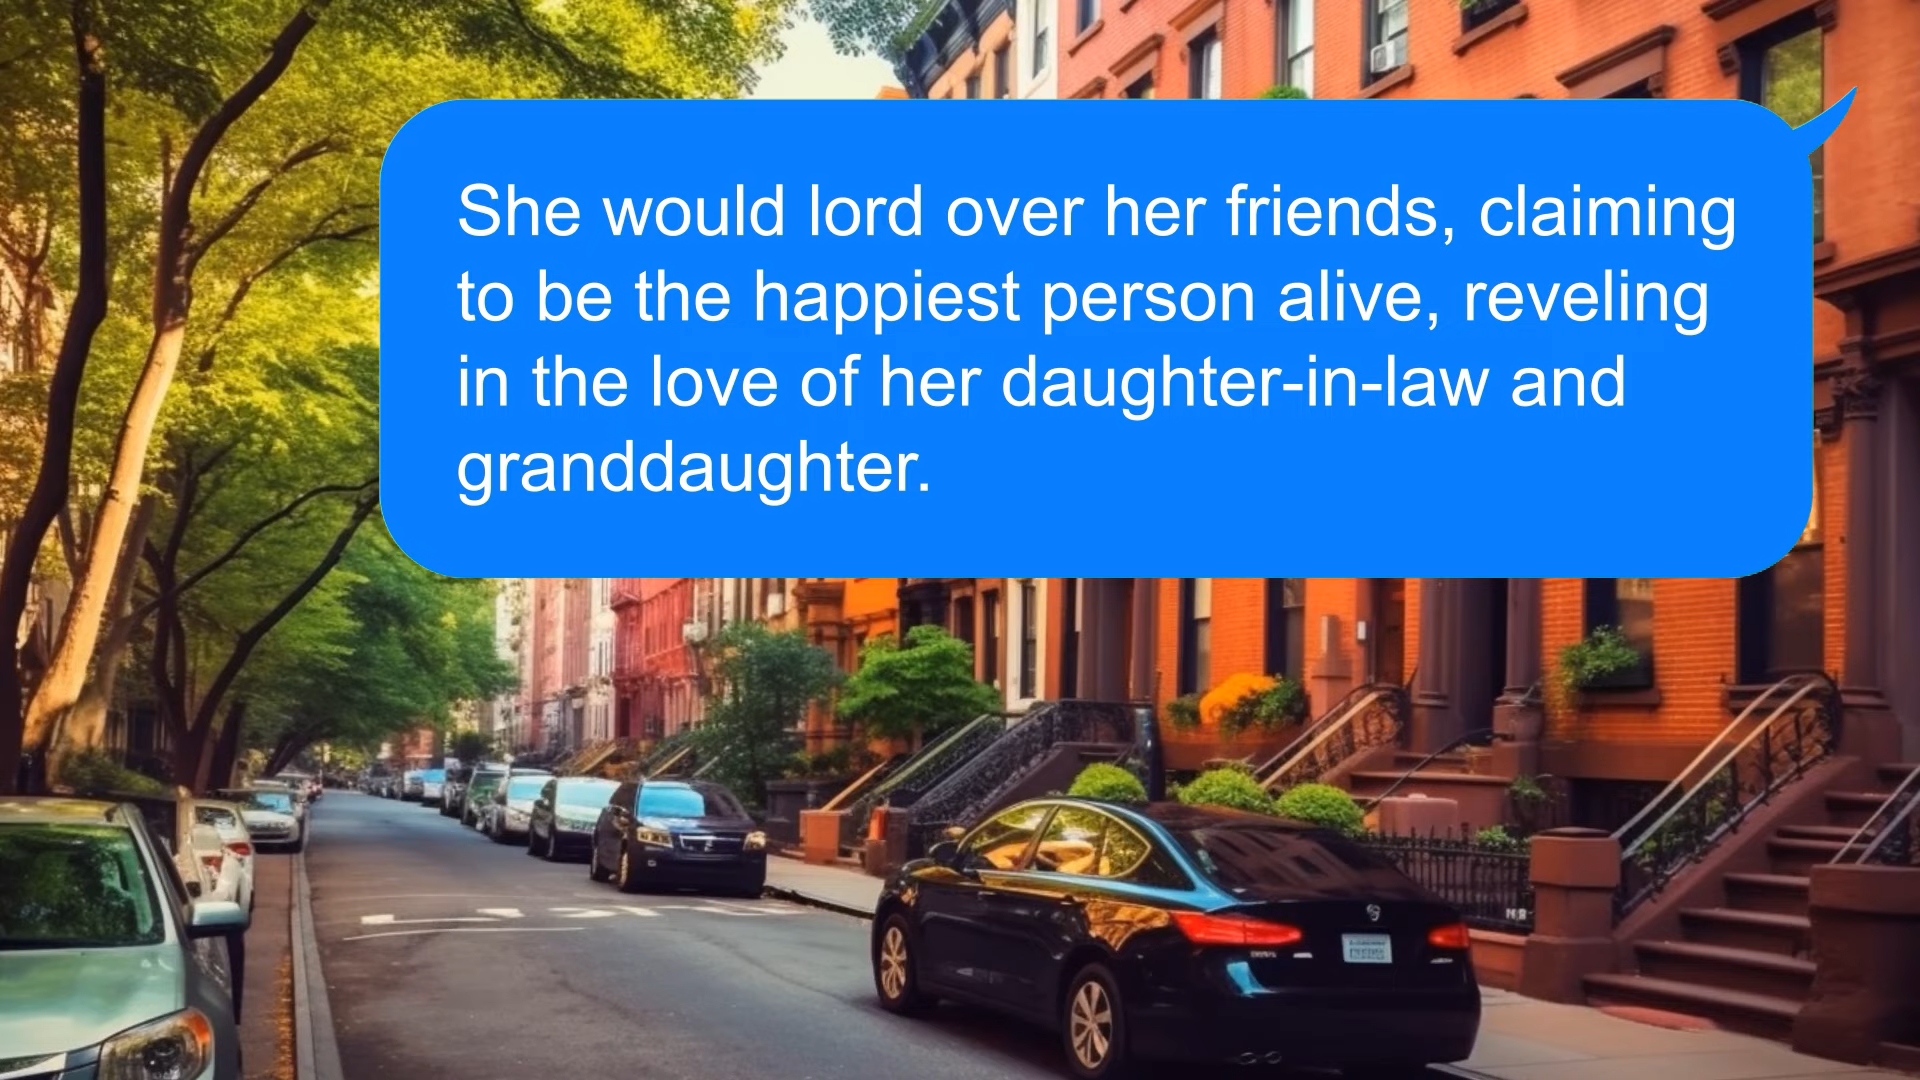 She would lord over her friends, claiming
to be the happiest person alive, reveling
in the love of her daughter-in-law and
granddaughter.